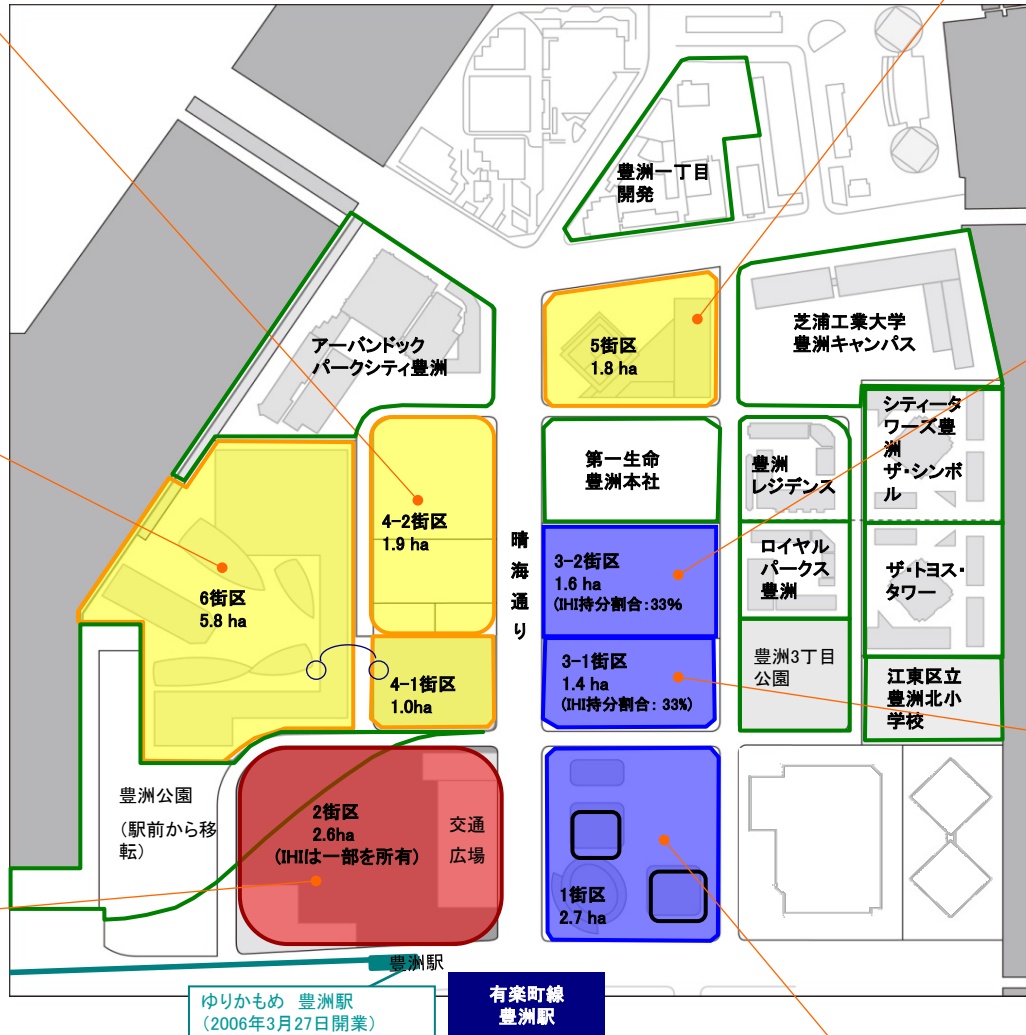 豊洲一丁目
開発
芝浦工業大学
豊洲キャンパス
アーバンドック
パークシティ豊洲
5街区
1.8 ha
シティータ
ワーズ豊
洲
ザ・シンボ
ル
第一生命
豊洲本社
豊洲
レジデンス
4-2街区
1.9 ha
晴海通り
3-2街区
1.6 ha
(IHI持分割合:33%
ロイヤル
パークス
豊洲
ザ・トヨス・
タワー
6街区
5.8 ha
4-1街区
1.0ha
3-1街区
1.4 ha
(IHI持分割合: 33%)
豊洲3丁目
公園
江東区立
豊洲北小
学校
豊洲公園
(駅前から移
転)
2街区
2.6ha
(IHIは一部を所有)
交通
広場
1街区
2.7 ha
豊洲駅
ゆりかもめ 豊洲駅
(2006年3月27日開業)
有楽町線
豊洲駅